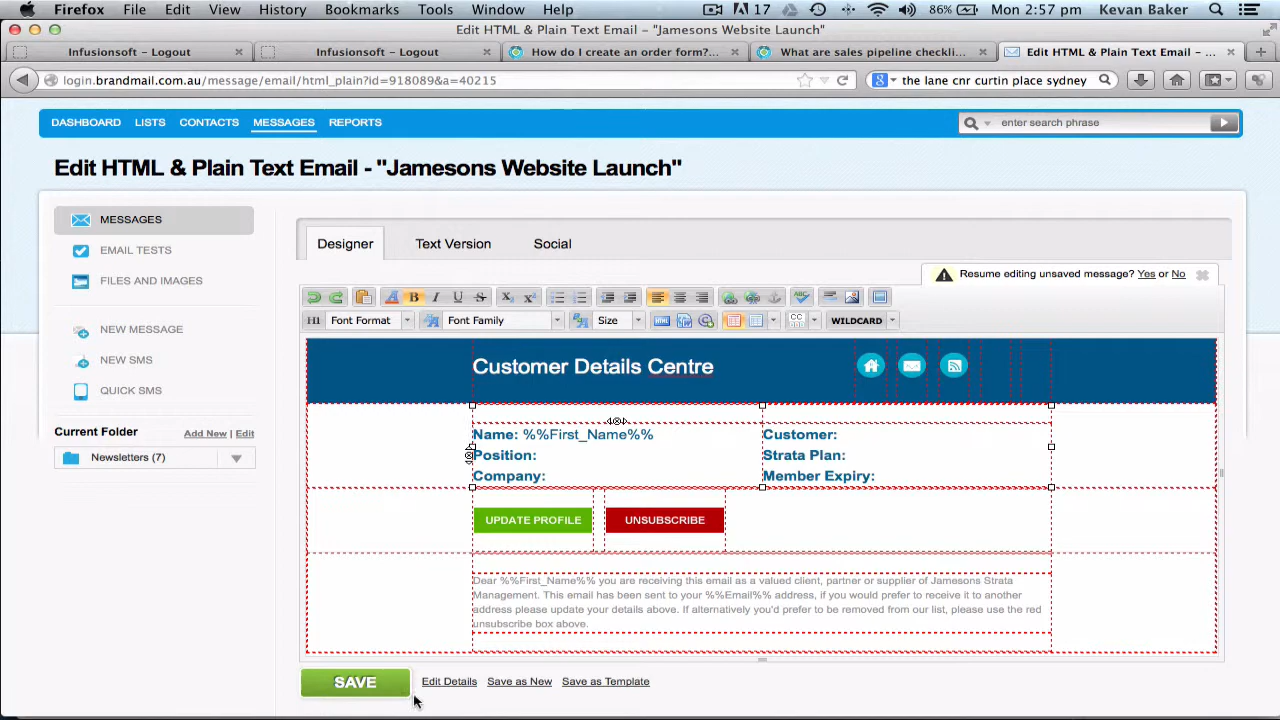 Firefox File Edit View History Bookmarks Tools Window Help 17 86% Mon 2:57 pm Kevan Baker
Edit HTML & Plain Text Email - "Jamesons Website Launch"
Infusionsoft - Logout Infusionsoft - Logout How do I create an order form?... What are sales pipeline checkli... Edit HTML & Plain Text Email – ...
login.brandmail.com.au/message/email/html_plain?id=918089&a=40215 the lane cnr curtin place sydney
DASHBOARD LISTS CONTACTS MESSAGES REPORTS enter search phrase
Edit HTML & Plain Text Email - "Jamesons Website Launch"
MESSAGES
EMAIL TESTS
FILES AND IMAGES
NEW MESSAGE
NEW SMS
QUICK SMS
Current Folder Add New | Edit
Newsletters (7)
Designer Text Version Social
Resume editing unsaved message? Yes or No
H1 Font Format Font Family Size HTML CC WILDCARD
Customer Details Centre
Name: %%First_Name%% Customer:
Position: Strata Plan:
Company: Member Expiry:
UPDATE PROFILE UNSUBSCRIBE
Dear %%First_Name%% you are receiving this email as a valued client, partner or supplier of Jamesons Strata
Management. This email has been sent to your %%Email%% address, if you would prefer to receive it to another
address please update your details above. If alternatively you'd prefer to be removed from our list, please use the red
unsubscribe box above.
SAVE Edit Details Save as New Save as Template